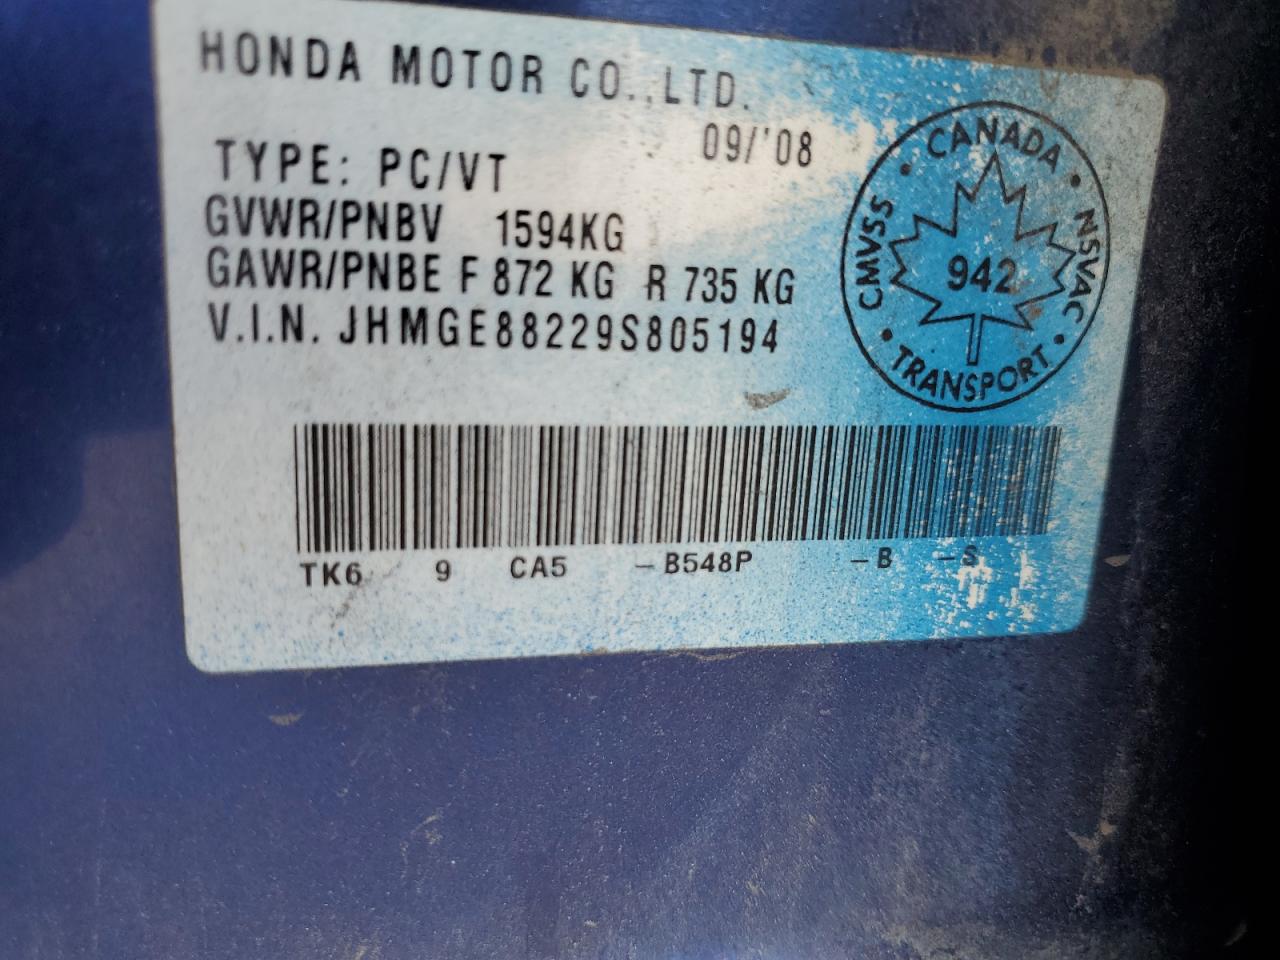 HONDA MOTOR CO.,LTD.
09/'08
TYPE: PC/VT
GVWR/PNBV 1594KG
GAWR/PNBE F 872 KG R 735 KG
V.I.N. JHMGE88229S805194
CANADA
CMVSS
NSVAC
942
TRANSPORT
TK6 9 CA5 -B548P -B -S